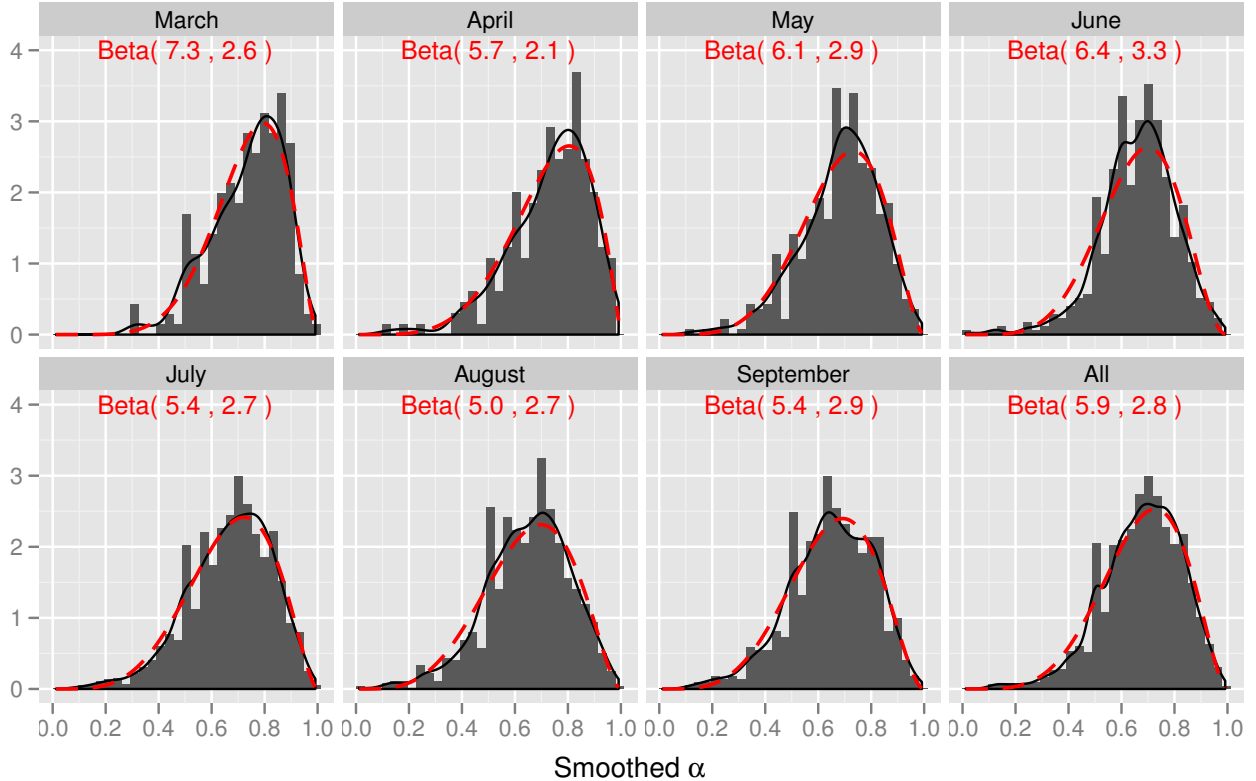 March April May June
Beta( 7.3 , 2.6 ) Beta( 5.7 , 2.1 ) Beta( 6.1 , 2.9 ) Beta( 6.4 , 3.3 )
4
3
2
1
0
July August September All
Beta( 5.4 , 2.7 ) Beta( 5.0 , 2.7 ) Beta( 5.4 , 2.9 ) Beta( 5.9 , 2.8 )
4
3
2
1
0
0.0 0.2 0.4 0.6 0.8 1.0 0.0 0.2 0.4 0.6 0.8 1.0 0.0 0.2 0.4 0.6 0.8 1.0 0.0 0.2 0.4 0.6 0.8 1.0
Smoothed α